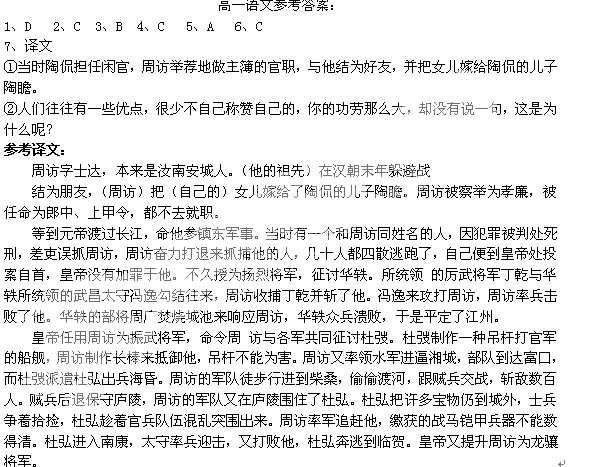 高一语文参考答案：
1、D 2、C 3、B 4、C 5、A 6、C
7、译文
①当时陶侃担任闲官，周访举荐他做主簿的官职，与他结为好友，并把女儿嫁给陶侃的儿子
陶瞻。
②人们往往有一些优点，很少不自己称赞自己的，你的功劳那么大，却没有说一句，这是为
什么呢？
参考译文：
周访字士达，本来是汝南安城人。（他的祖先）在汉朝末年躲避战
结为朋友，（周访）把（自己的）女儿嫁给了陶侃的儿子陶瞻。周访被察举为孝廉，被
任命为郎中、上甲令，都不去就职。
等到元帝渡过长江，命他参镇东军事。当时有一个和周访同姓名的人，因犯罪被判处死
刑，差吏误抓周访，周访奋力打退来抓捕他的人，几十人都四散逃跑了，自己便到皇帝处投
案自首，皇帝没有加罪于他。不久授为扬烈将军，征讨华轶。所统领 的厉武将军丁乾与华
轶所统领的武昌太守冯逸勾结往来，周访收捕丁乾并斩了他。冯逸来攻打周访，周访率兵击
败了他。华轶的部将周广焚烧城池来响应周访，华轶众兵溃败，于是平定了江州。
皇帝任用周访为振武将军，命令周 访与各军共同征讨杜弢。杜弢制作一种吊杆打官军
的船舰，周访制作长棒来抵御他，吊杆不能为害。周访又率领水军进逼湘城，部队到达富口，
而杜弢派遣杜弘出兵海昏。周访的军队徒步行进到柴桑，偷偷渡河，跟贼兵交战，斩敌数百
人。贼兵后退保守庐陵，周访的军队又在庐陵围住了杜弘。杜弘把许多宝物仍到城外，士兵
争着拾捡，杜弘趁着官兵队伍混乱突围出来。周访率军追赶他，缴获的战马铠甲兵器不能数
得清。杜弘进入南康，太守率兵迎击，又打败他，杜弘奔逃到临贺。皇帝又提升周访为龙骧
将军。